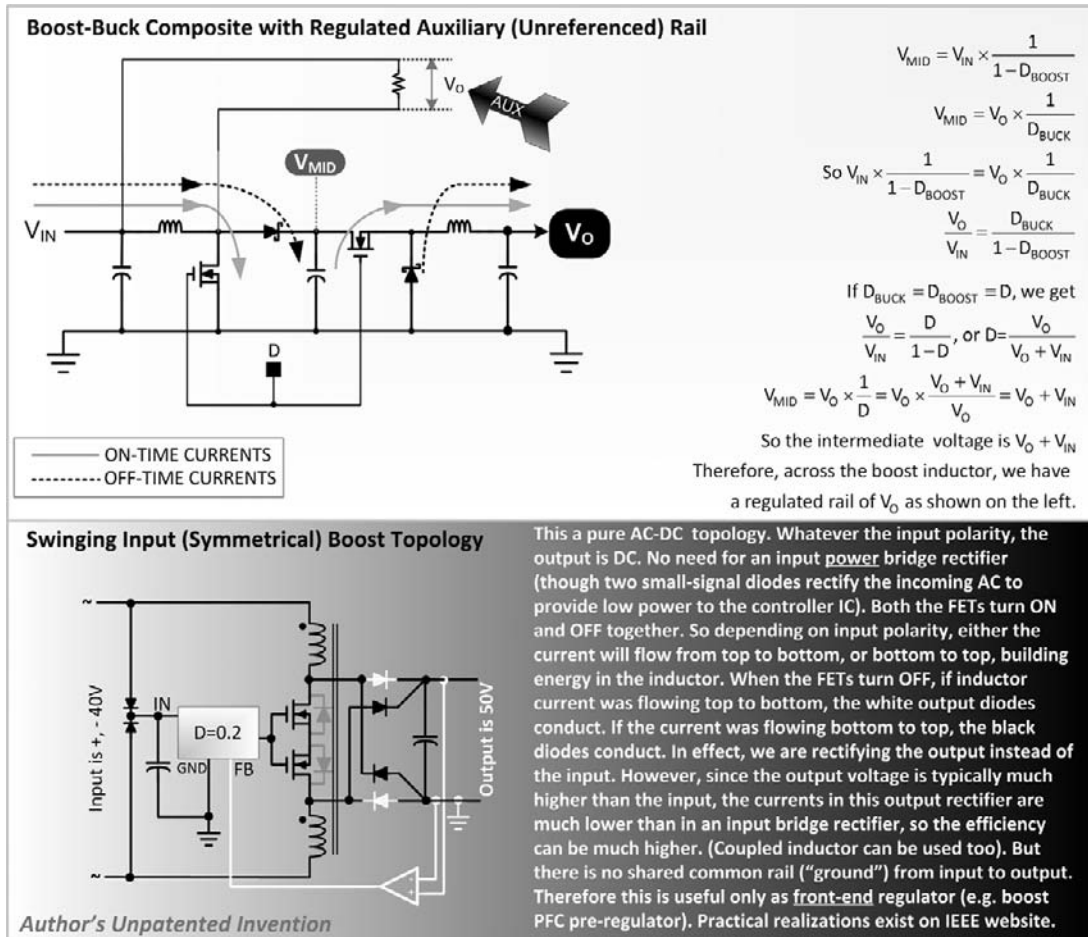 Boost-Buck Composite with Regulated Auxiliary (Unreferenced) Rail
V_O
AUX
V_MID
V_IN
V_O
D
ON-TIME CURRENTS
OFF-TIME CURRENTS
V_MID = V_IN × 1 / (1 – D_BOOST)
V_MID = V_O × 1 / D_BUCK
So V_IN × 1 / (1 – D_BOOST) = V_O × 1 / D_BUCK
V_O / V_IN = D_BUCK / (1 – D_BOOST)
If D_BUCK = D_BOOST ≡ D, we get
V_O / V_IN = D / (1 – D), or D= V_O / (V_O + V_IN)
V_MID = V_O × 1 / D = V_O × (V_O + V_IN) / V_O = V_O + V_IN
So the intermediate voltage is V_O + V_IN
Therefore, across the boost inductor, we have
a regulated rail of V_O as shown on the left.
Swinging Input (Symmetrical) Boost Topology
~
Input is +, - 40V
IN
D=0.2
GND
FB
Output is 50V
+
-
~
Author's Unpatented Invention
This a pure AC-DC topology. Whatever the input polarity, the
output is DC. No need for an input power bridge rectifier
(though two small-signal diodes rectify the incoming AC to
provide low power to the controller IC). Both the FETs turn ON
and OFF together. So depending on input polarity, either the
current will flow from top to bottom, or bottom to top, building
energy in the inductor. When the FETs turn OFF, if inductor
current was flowing top to bottom, the white output diodes
conduct. If the current was flowing bottom to top, the black
diodes conduct. In effect, we are rectifying the output instead of
the input. However, since the output voltage is typically much
higher than the input, the currents in this output rectifier are
much lower than in an input bridge rectifier, so the efficiency
can be much higher. (Coupled inductor can be used too). But
there is no shared common rail ("ground") from input to output.
Therefore this is useful only as front-end regulator (e.g. boost
PFC pre-regulator). Practical realizations exist on IEEE website.